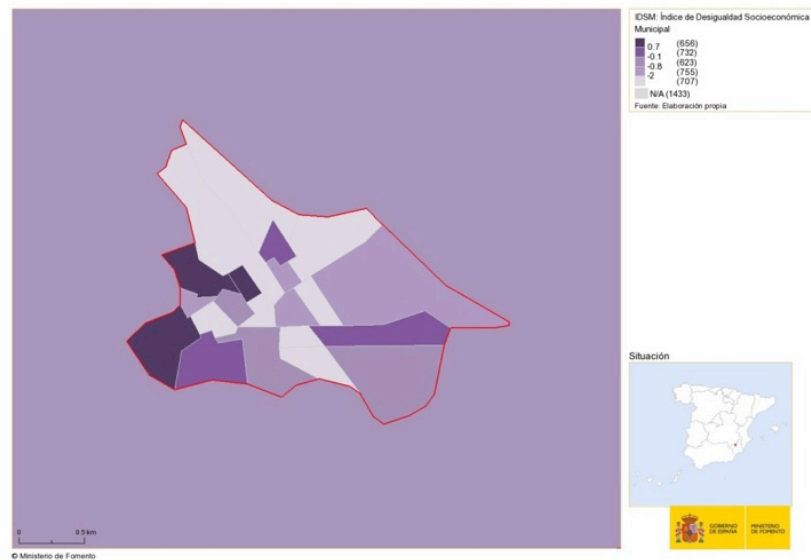 IDSM: Índice de Desigualdad Socioeconómica
Municipal
0.7 (656)
-0.1 (732)
-0.8 (623)
-2 (755)
(707)
N/A (1433)
Fuente: Elaboración propia
Situación
0 0.5 km
GOBIERNO DE ESPAÑA
MINISTERIO DE FOMENTO
© Ministerio de Fomento